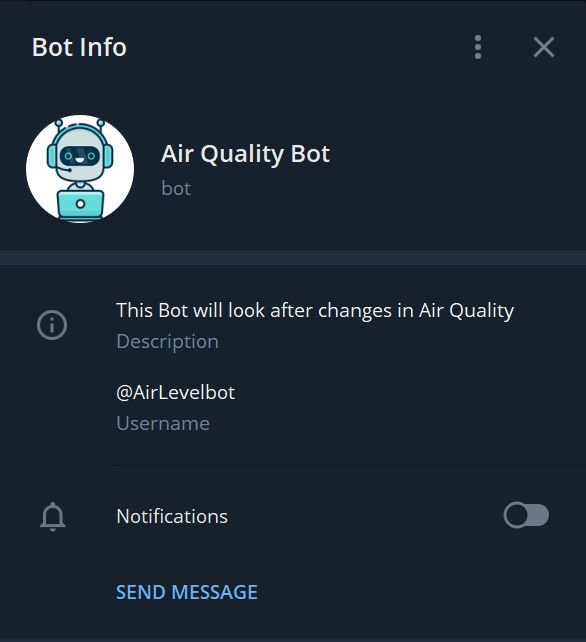 Bot Info
Air Quality Bot
bot
This Bot will look after changes in Air Quality
Description
@AirLevelbot
Username
Notifications
SEND MESSAGE